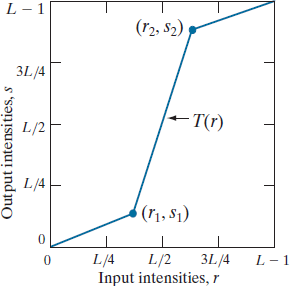 L − 1
(r₂, s₂)
3L/4
T(r)
L/2
L/4
(r₁, s₁)
0
0 L/4 L/2 3L/4 L − 1
Input intensities, r
Output intensities, s